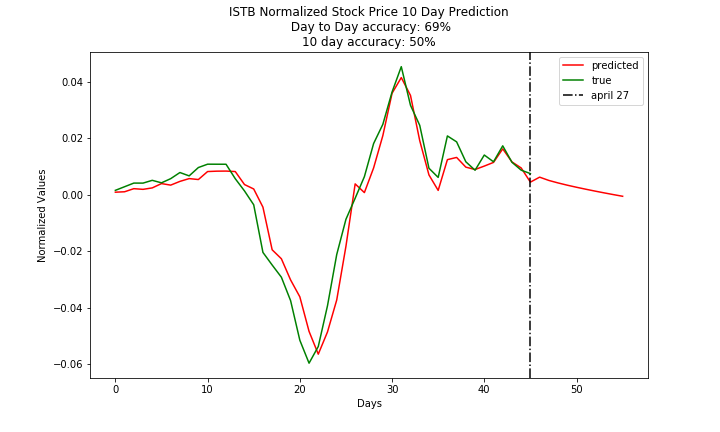 ISTB Normalized Stock Price 10 Day Prediction
Day to Day accuracy: 69%
10 day accuracy: 50%
predicted
true
april 27
Normalized Values
0.04
0.02
0.00
−0.02
−0.04
−0.06
0 10 20 30 40 50
Days